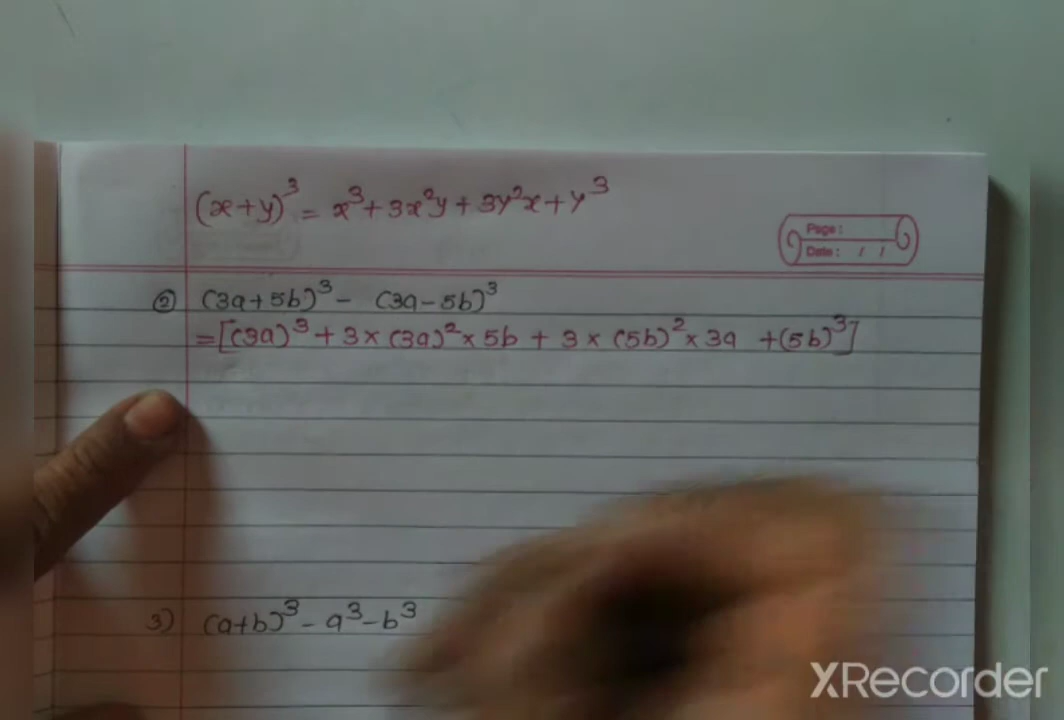 (x+y)³ = x³ + 3x²y + 3y²x + y³
Page :
Date : / /
② (3a+5b)³ - (3a-5b)³
= [(3a)³ + 3 × (3a)² × 5b + 3 × (5b)² × 3a + (5b)³]
3) (a+b)³ - a³ - b³
XRecorder